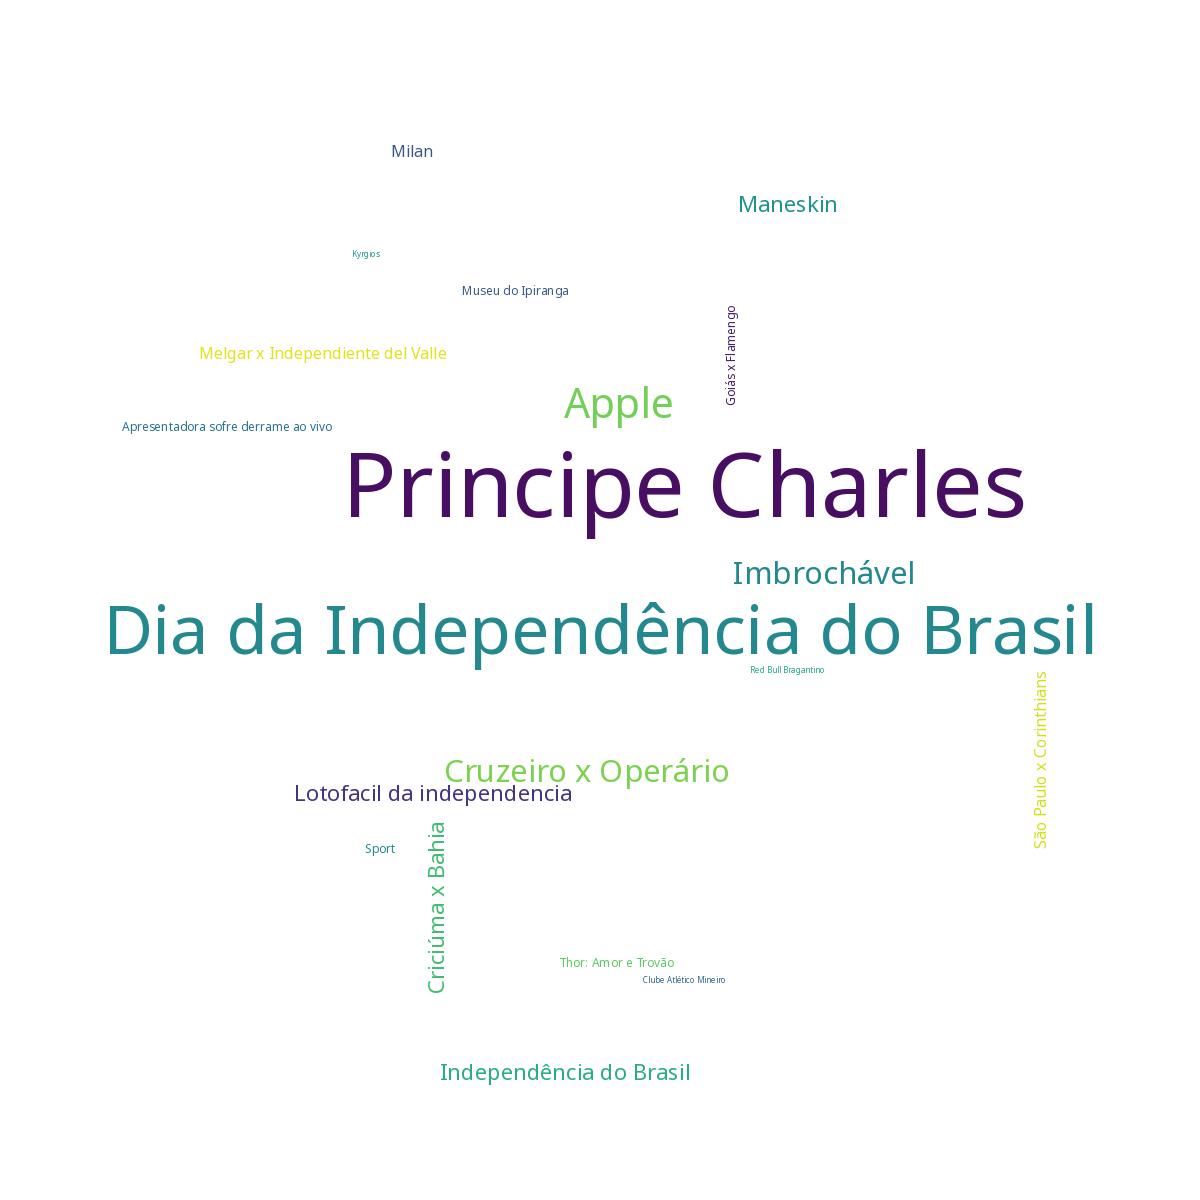 Milan
Maneskin
Kyrgios
Museu do Ipiranga
Goiás x Flamengo
Melgar x Independiente del Valle
Apple
Apresentadora sofre derrame ao vivo
Principe Charles
Imbrochável
Dia da Independência do Brasil
Red Bull Bragantino
São Paulo x Corinthians
Cruzeiro x Operário
Lotofacil da independencia
Sport
Criciúma x Bahia
Thor: Amor e Trovão
Clube Atlético Mineiro
Independência do Brasil